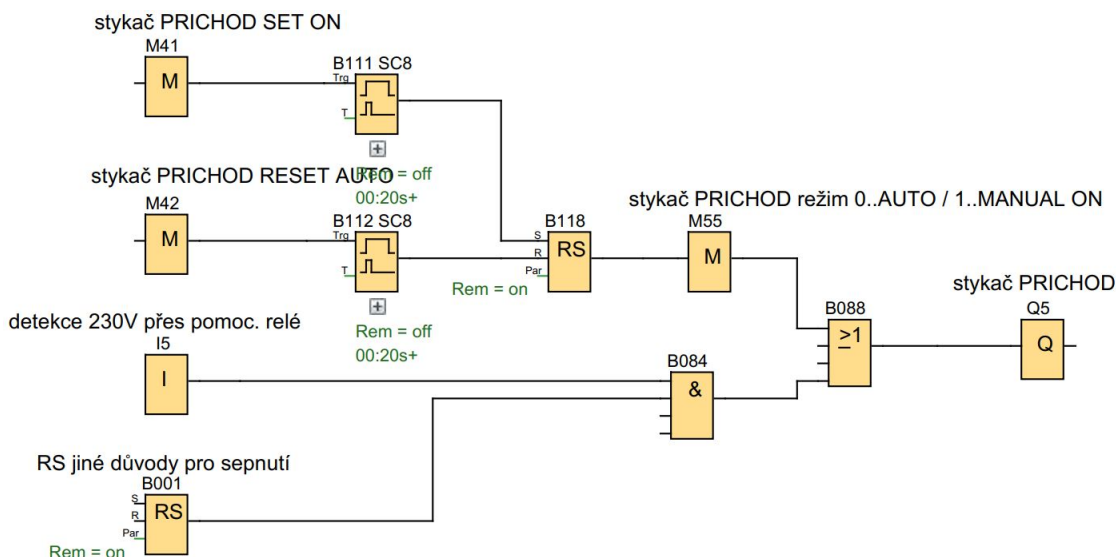 stykač PRICHOD SET ON
M41
M
B111 SC8
Trg
T
Rem = off
00:20s+
stykač PRICHOD RESET AUTO
M42
M
B112 SC8
Trg
T
Rem = off
00:20s+
B118
S
R
Par
RS
Rem = on
stykač PRICHOD režim 0..AUTO / 1..MANUAL ON
M55
M
stykač PRICHOD
Q5
Q
B088
≥1
detekce 230V přes pomoc. relé
I5
I
B084
&
RS jiné důvody pro sepnutí
B001
S
R
Par
RS
Rem = on